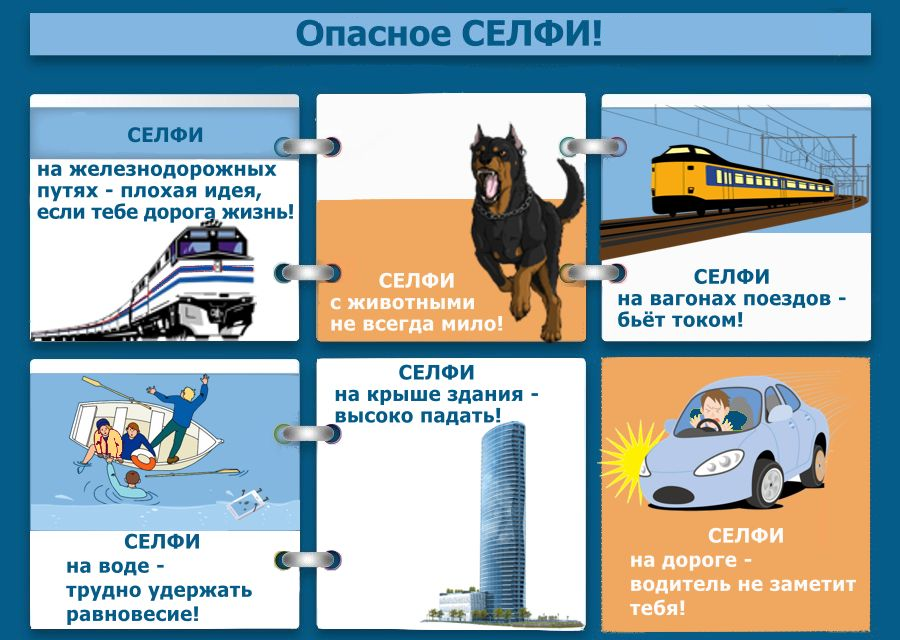 Опасное СЕЛФИ!
СЕЛФИ
на железнодорожных
путях - плохая идея,
если тебе дорога жизнь!
СЕЛФИ
с животными
не всегда мило!
СЕЛФИ
на вагонах поездов -
бьёт током!
СЕЛФИ
на воде -
трудно удержать
равновесие!
СЕЛФИ
на крыше здания -
высоко падать!
СЕЛФИ
на дороге -
водитель не заметит
тебя!